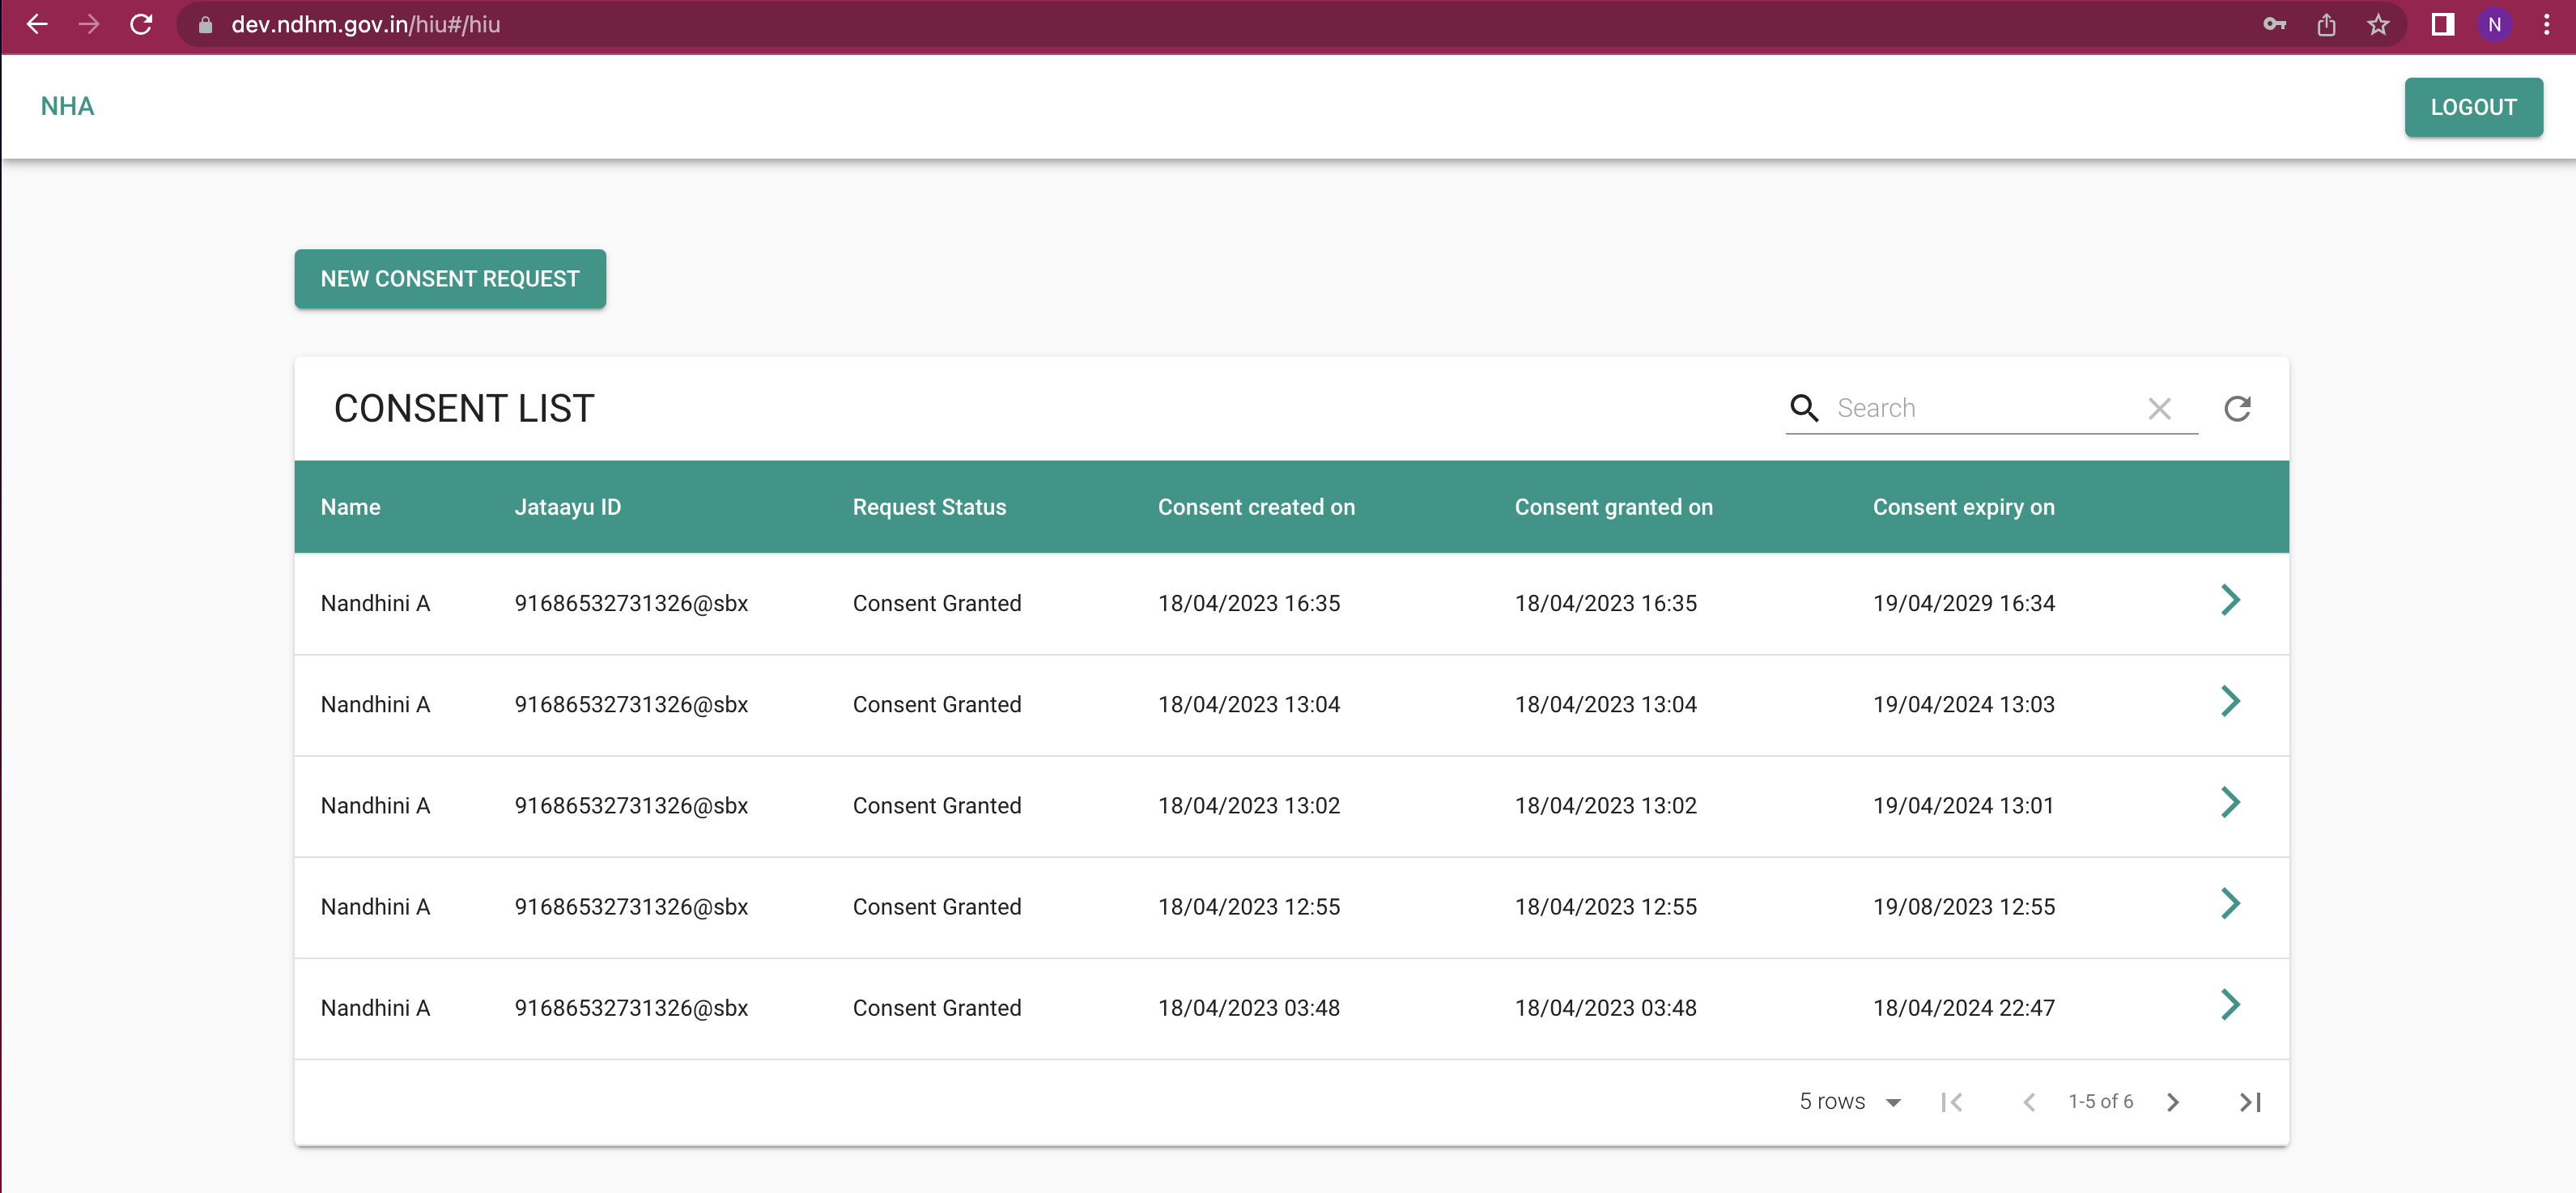 dev.ndhm.gov.in/hiu#/hiu
N
NHA
LOGOUT
NEW CONSENT REQUEST
CONSENT LIST
Search
Name Jataayu ID Request Status Consent created on Consent granted on Consent expiry on
Nandhini A 91686532731326@sbx Consent Granted 18/04/2023 16:35 18/04/2023 16:35 19/04/2029 16:34
Nandhini A 91686532731326@sbx Consent Granted 18/04/2023 13:04 18/04/2023 13:04 19/04/2024 13:03
Nandhini A 91686532731326@sbx Consent Granted 18/04/2023 13:02 18/04/2023 13:02 19/04/2024 13:01
Nandhini A 91686532731326@sbx Consent Granted 18/04/2023 12:55 18/04/2023 12:55 19/08/2023 12:55
Nandhini A 91686532731326@sbx Consent Granted 18/04/2023 03:48 18/04/2023 03:48 18/04/2024 22:47
5 rows 1-5 of 6